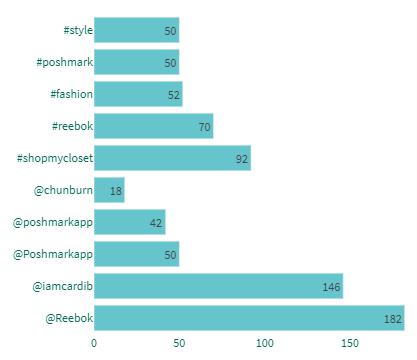 #style 50
#poshmark 50
#fashion 52
#reebok 70
#shopmycloset 92
@chunburn 18
@poshmarkapp 42
@Poshmarkapp 50
@iamcardib 146
@Reebok 182
0 50 100 150